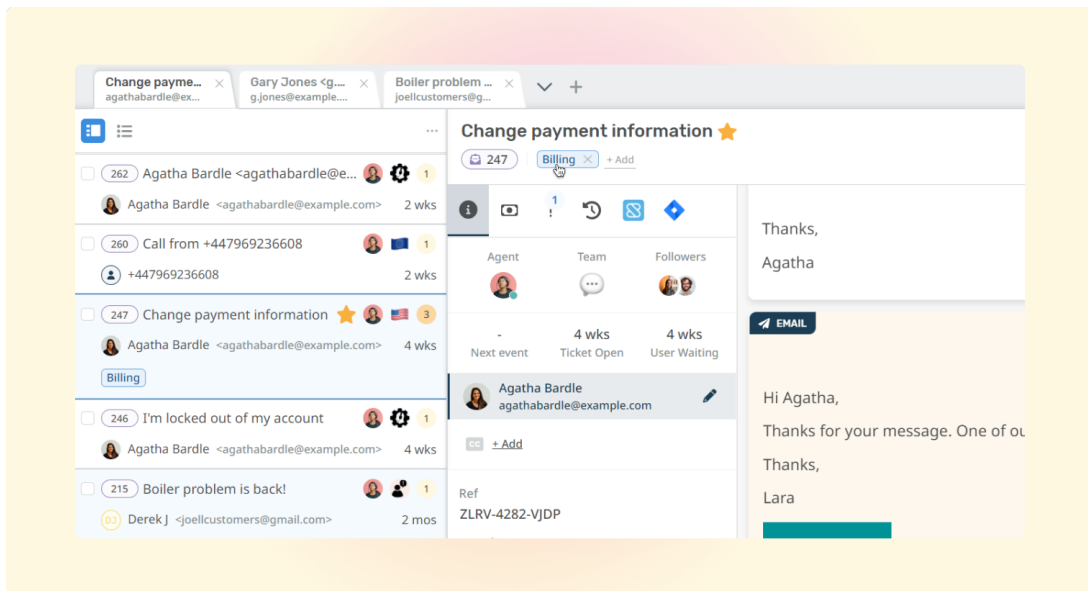 Change payme...
agathabardle@ex...
Gary Jones <g....
g.jones@example....
Boiler problem ...
joellcustomers@g...
262 Agatha Bardle <agathabardle@e... 1
Agatha Bardle <agathabardle@example.com> 2 wks
260 Call from +447969236608 1
+447969236608 2 wks
247 Change payment information 3
Agatha Bardle <agathabardle@example.com> 4 wks
Billing
246 I'm locked out of my account 1
Agatha Bardle <agathabardle@example.com> 4 wks
215 Boiler problem is back! 1
DJ Derek J <joellcustomers@gmail.com> 2 mos
Change payment information
247 Billing + Add
1
Agent Team Followers
- 4 wks 4 wks
Next event Ticket Open User Waiting
Agatha Bardle
agathabardle@example.com
CC + Add
Ref
ZLRV-4282-VJDP
Thanks,
Agatha
EMAIL
Hi Agatha,
Thanks for your message. One of ou
Thanks,
Lara